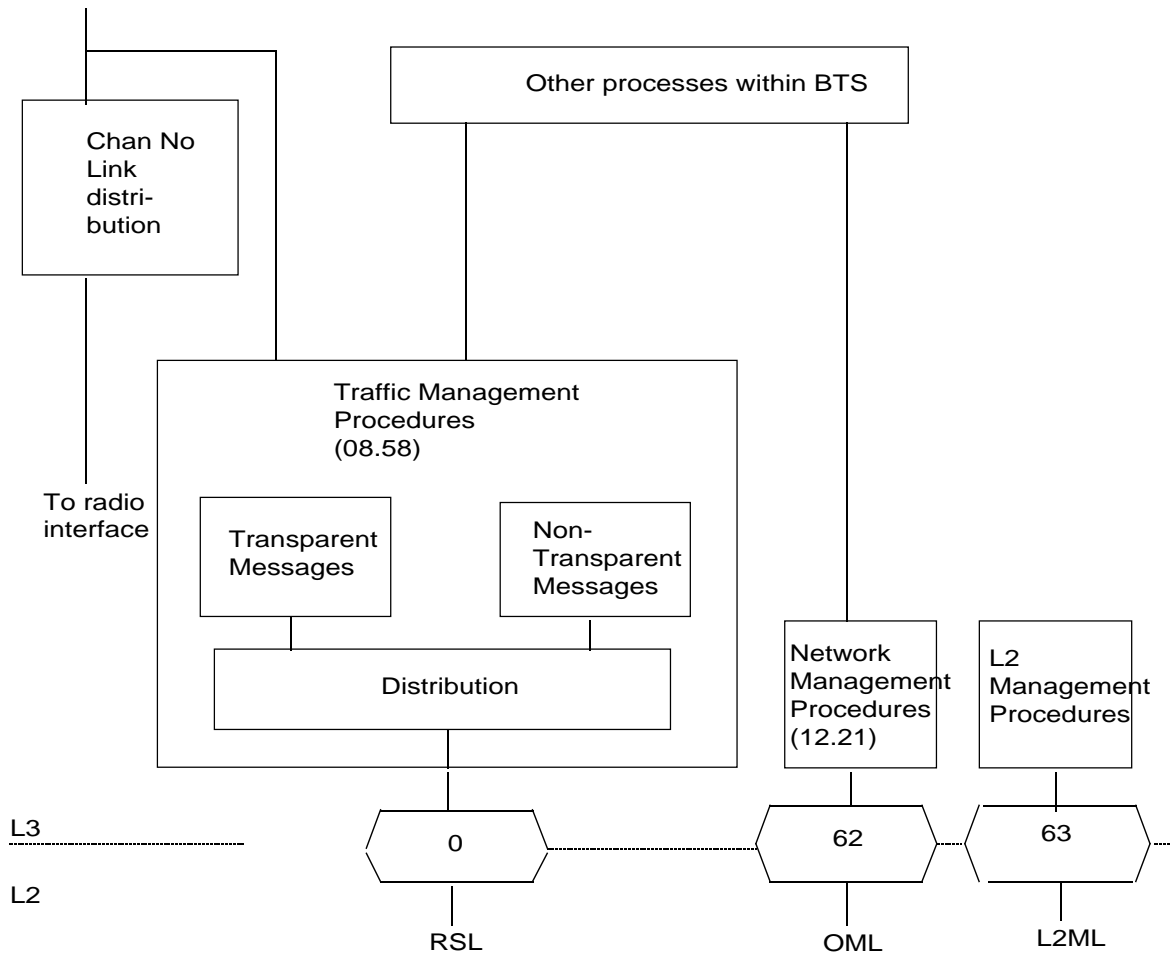 Other processes within BTS
Chan No
Link
distri-
bution
Traffic Management
Procedures
(08.58)
To radio
interface
Transparent
Messages
Non-
Transparent
Messages
Distribution
Network
Management
Procedures
(12.21)
L2
Management
Procedures
L3
0
62
63
L2
RSL
OML
L2ML